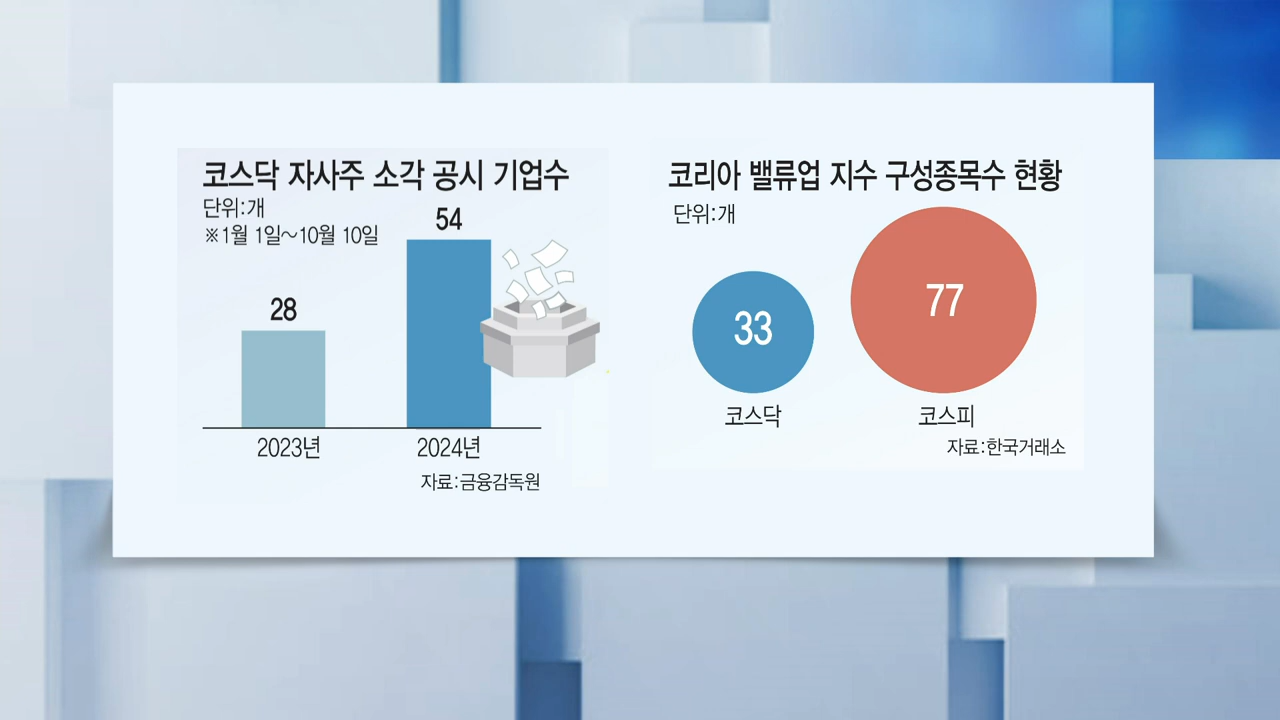 코스닥 자사주 소각 공시 기업수
단위:개
※1월 1일~10월 10일
28
54
2023년
2024년
자료:금융감독원
코리아 밸류업 지수 구성종목수 현황
단위:개
33
77
코스닥
코스피
자료:한국거래소